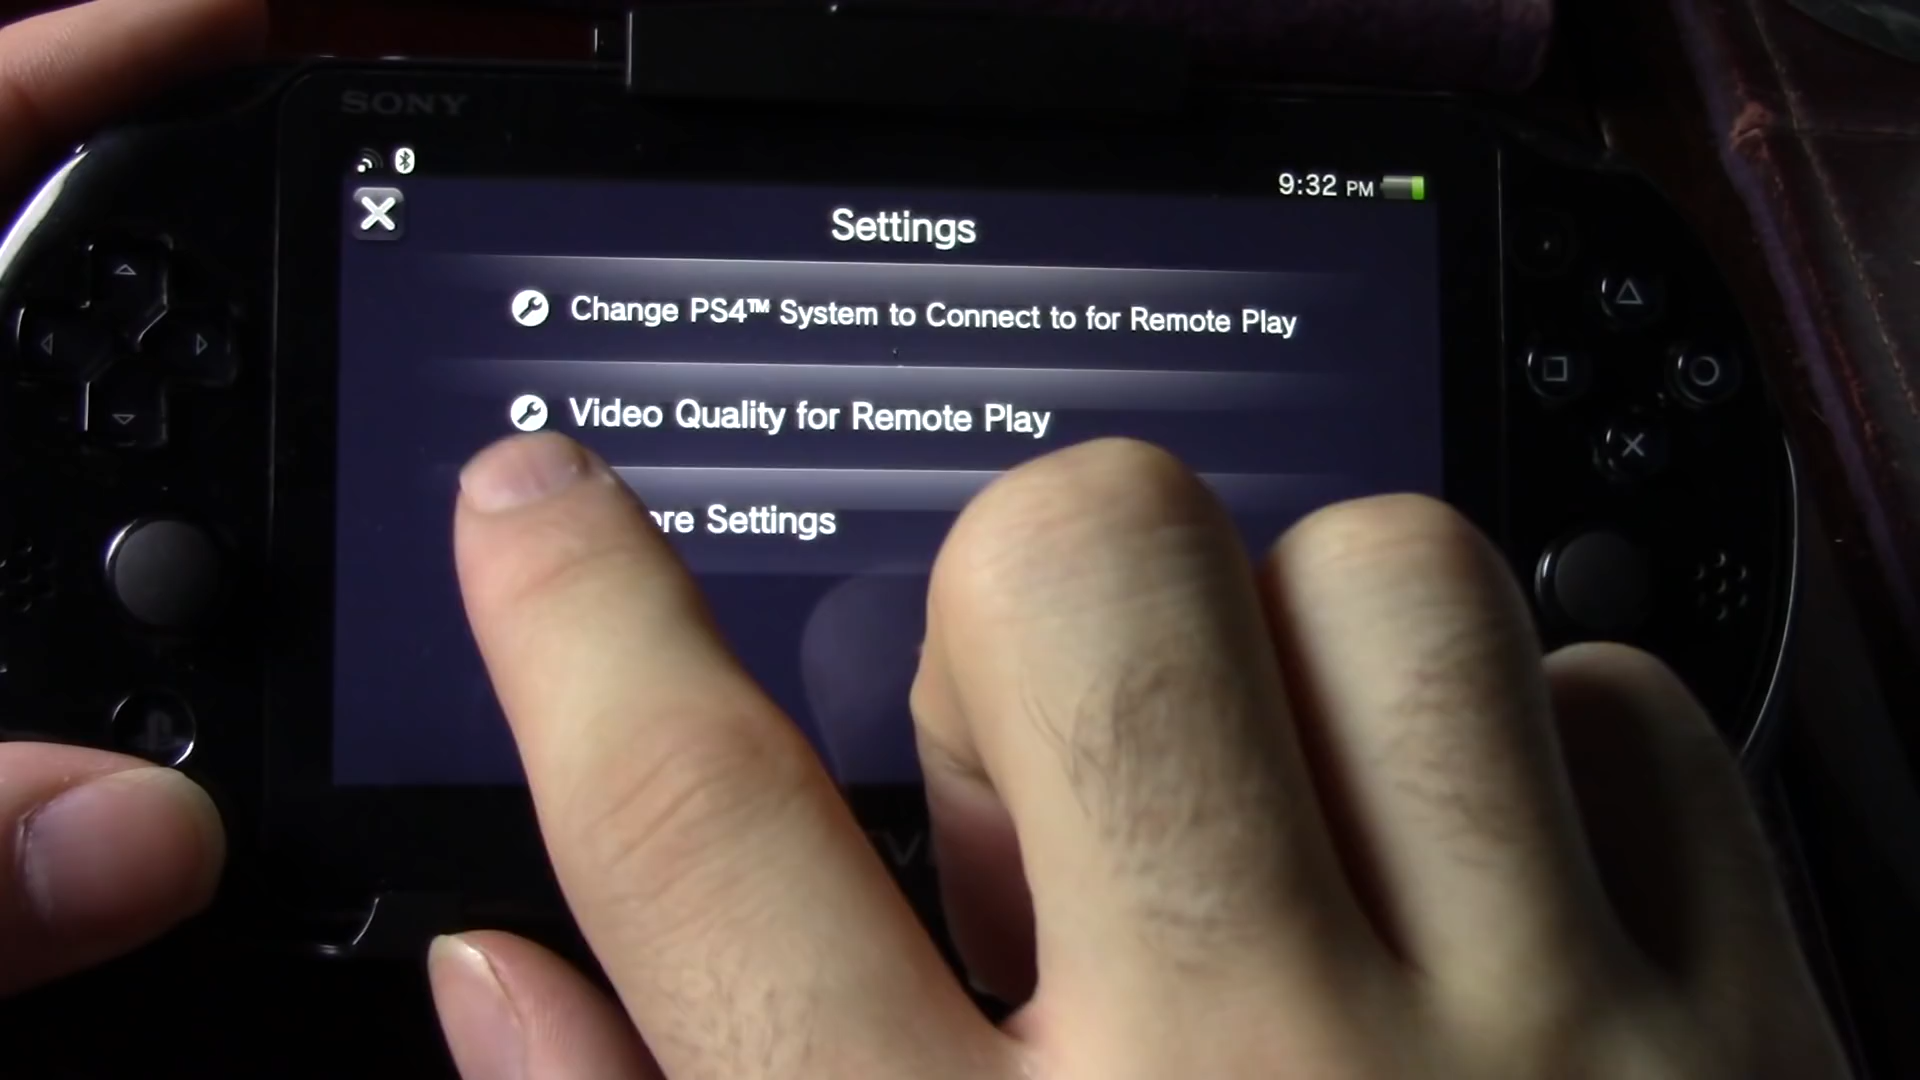 SONY
9:32 PM
Settings
Change PS4™ System to Connect to for Remote Play
Video Quality for Remote Play
Settings